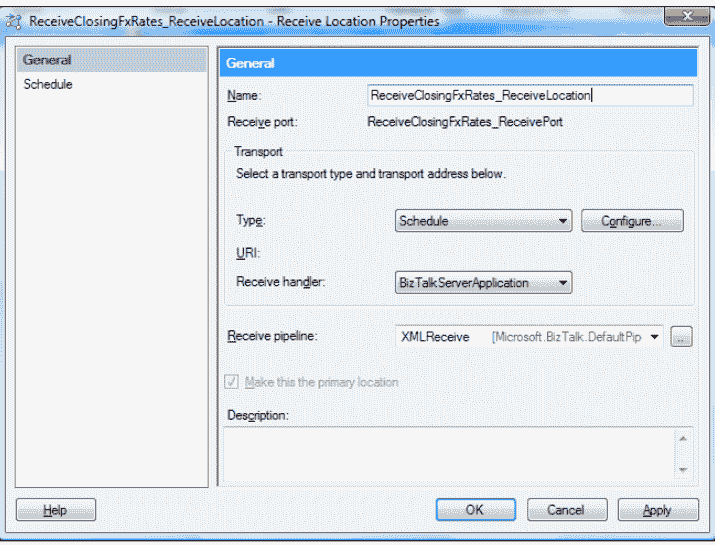 ReceiveClosingFxRates_ReceiveLocation - Receive Location Properties
General
Schedule
General
Name: ReceiveClosingFxRates_ReceiveLocation
Receive port: ReceiveClosingFxRates_ReceivePort
Transport
Select a transport type and transport address below.
Type: Schedule Configure...
URI:
Receive handler: BizTalkServerApplication
Receive pipeline: XMLReceive [Microsoft.BizTalk.DefaultPip ...
Make this the primary location
Description:
Help OK Cancel Apply